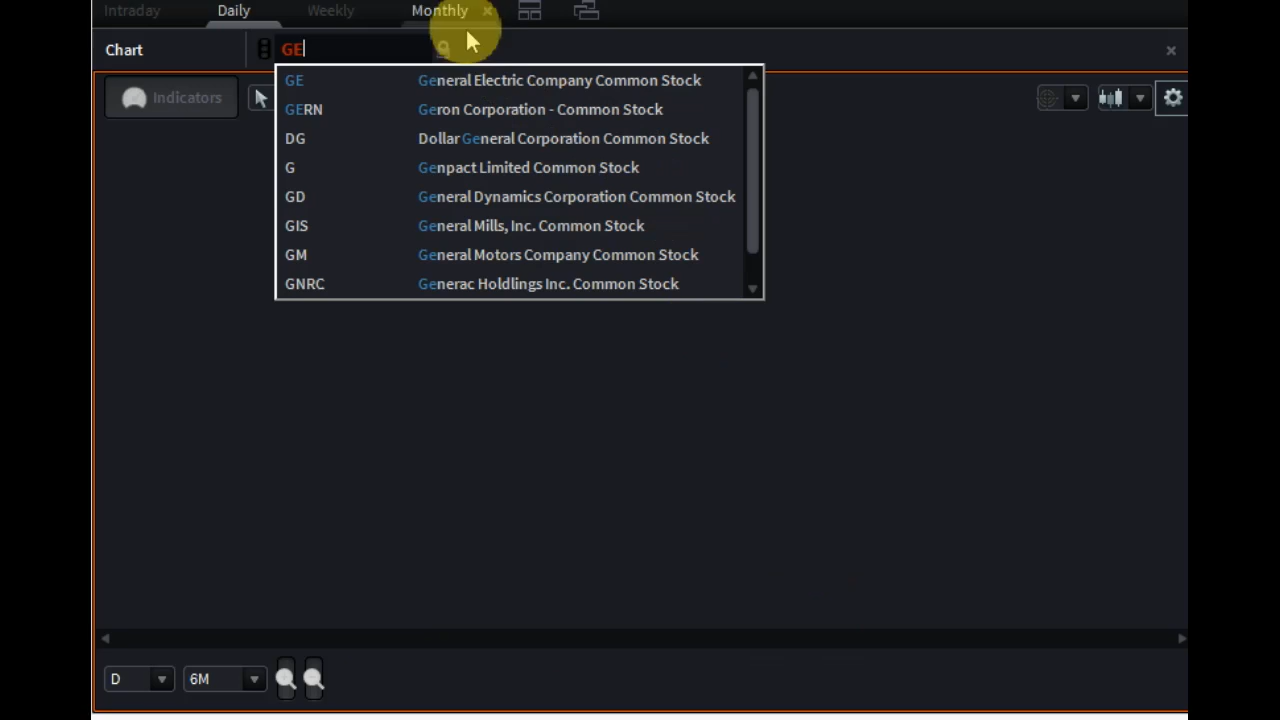 Intraday Daily Weekly Monthly
Chart GE
Indicators
GE General Electric Company Common Stock
GERN Geron Corporation - Common Stock
DG Dollar General Corporation Common Stock
G Genpact Limited Common Stock
GD General Dynamics Corporation Common Stock
GIS General Mills, Inc. Common Stock
GM General Motors Company Common Stock
GNRC Generac Holdlings Inc. Common Stock
D 6M